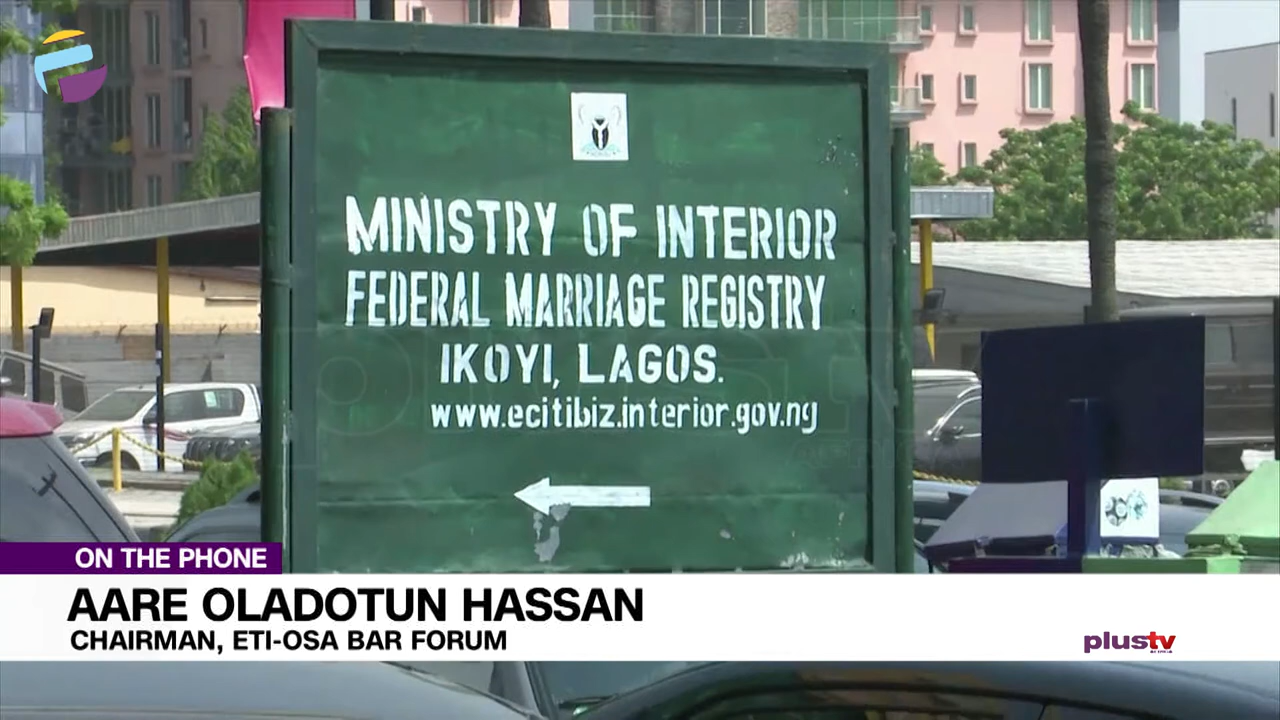 MINISTRY OF INTERIOR
FEDERAL MARRIAGE REGISTRY
IKOYI, LAGOS.
www.ecitibiz.interior.gov.ng
ON THE PHONE
AARE OLADOTUN HASSAN
CHAIRMAN, ETI-OSA BAR FORUM
plustv